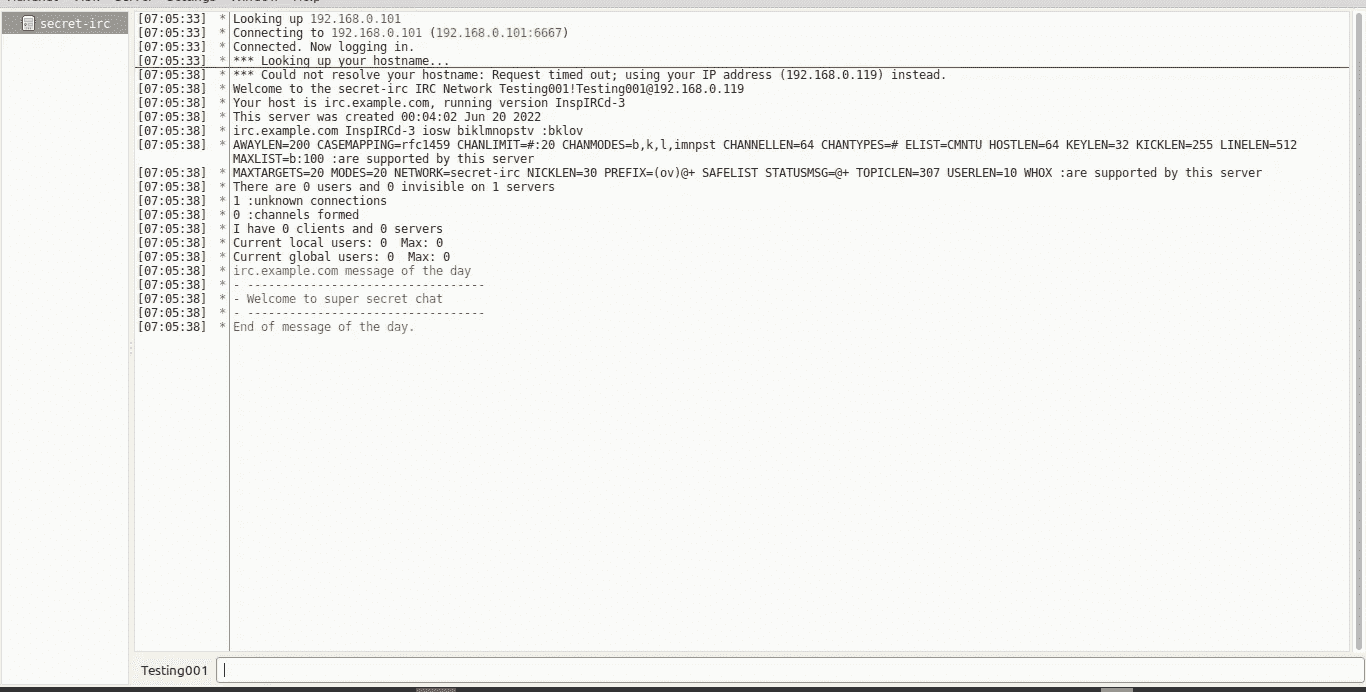 secret-irc
[07:05:33] * Looking up 192.168.0.101
[07:05:33] * Connecting to 192.168.0.101 (192.168.0.101:6667)
[07:05:33] * Connected. Now logging in.
[07:05:33] * *** Looking up your hostname...
[07:05:38] * *** Could not resolve your hostname: Request timed out; using your IP address (192.168.0.119) instead.
[07:05:38] * Welcome to the secret-irc IRC Network Testing001!Testing001@192.168.0.119
[07:05:38] * Your host is irc.example.com, running version InspIRCd-3
[07:05:38] * This server was created 00:04:02 Jun 20 2022
[07:05:38] * irc.example.com InspIRCd-3 iosw biklmnopstv :bklov
[07:05:38] * AWAYLEN=200 CASEMAPPING=rfc1459 CHANLIMIT=#:20 CHANMODES=b,k,l,imnpst CHANNELLEN=64 CHANTYPES=# ELIST=CMNTU HOSTLEN=64 KEYLEN=32 KICKLEN=255 LINELEN=512
MAXLIST=b:100 :are supported by this server
[07:05:38] * MAXTARGETS=20 MODES=20 NETWORK=secret-irc NICKLEN=30 PREFIX=(ov)@+ SAFELIST STATUSMSG=@+ TOPICLEN=307 USERLEN=10 WHOX :are supported by this server
[07:05:38] * There are 0 users and 0 invisible on 1 servers
[07:05:38] * 1 :unknown connections
[07:05:38] * 0 :channels formed
[07:05:38] * I have 0 clients and 0 servers
[07:05:38] * Current local users: 0  Max: 0
[07:05:38] * Current global users: 0  Max: 0
[07:05:38] * irc.example.com message of the day
[07:05:38] * - ----------------------------------
[07:05:38] * - Welcome to super secret chat
[07:05:38] * - ----------------------------------
[07:05:38] * End of message of the day.
Testing001